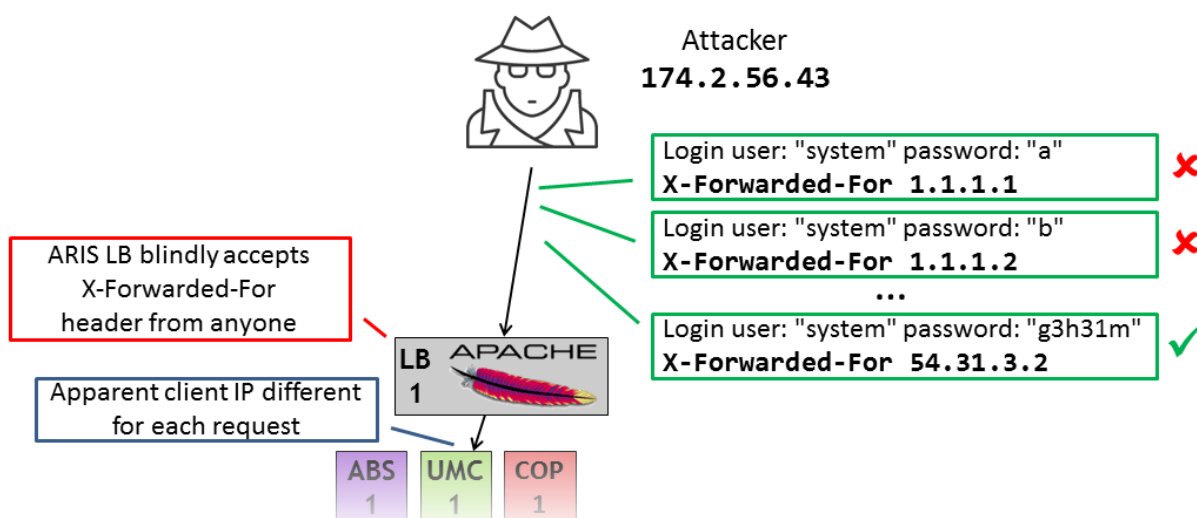 Attacker
174.2.56.43
Login user: "system" password: "a"
X-Forwarded-For 1.1.1.1
Login user: "system" password: "b"
X-Forwarded-For 1.1.1.2
...
Login user: "system" password: "g3h31m"
X-Forwarded-For 54.31.3.2
ARIS LB blindly accepts
X-Forwarded-For
header from anyone
LB
1
APACHE
Apparent client IP different
for each request
ABS
1
UMC
1
COP
1